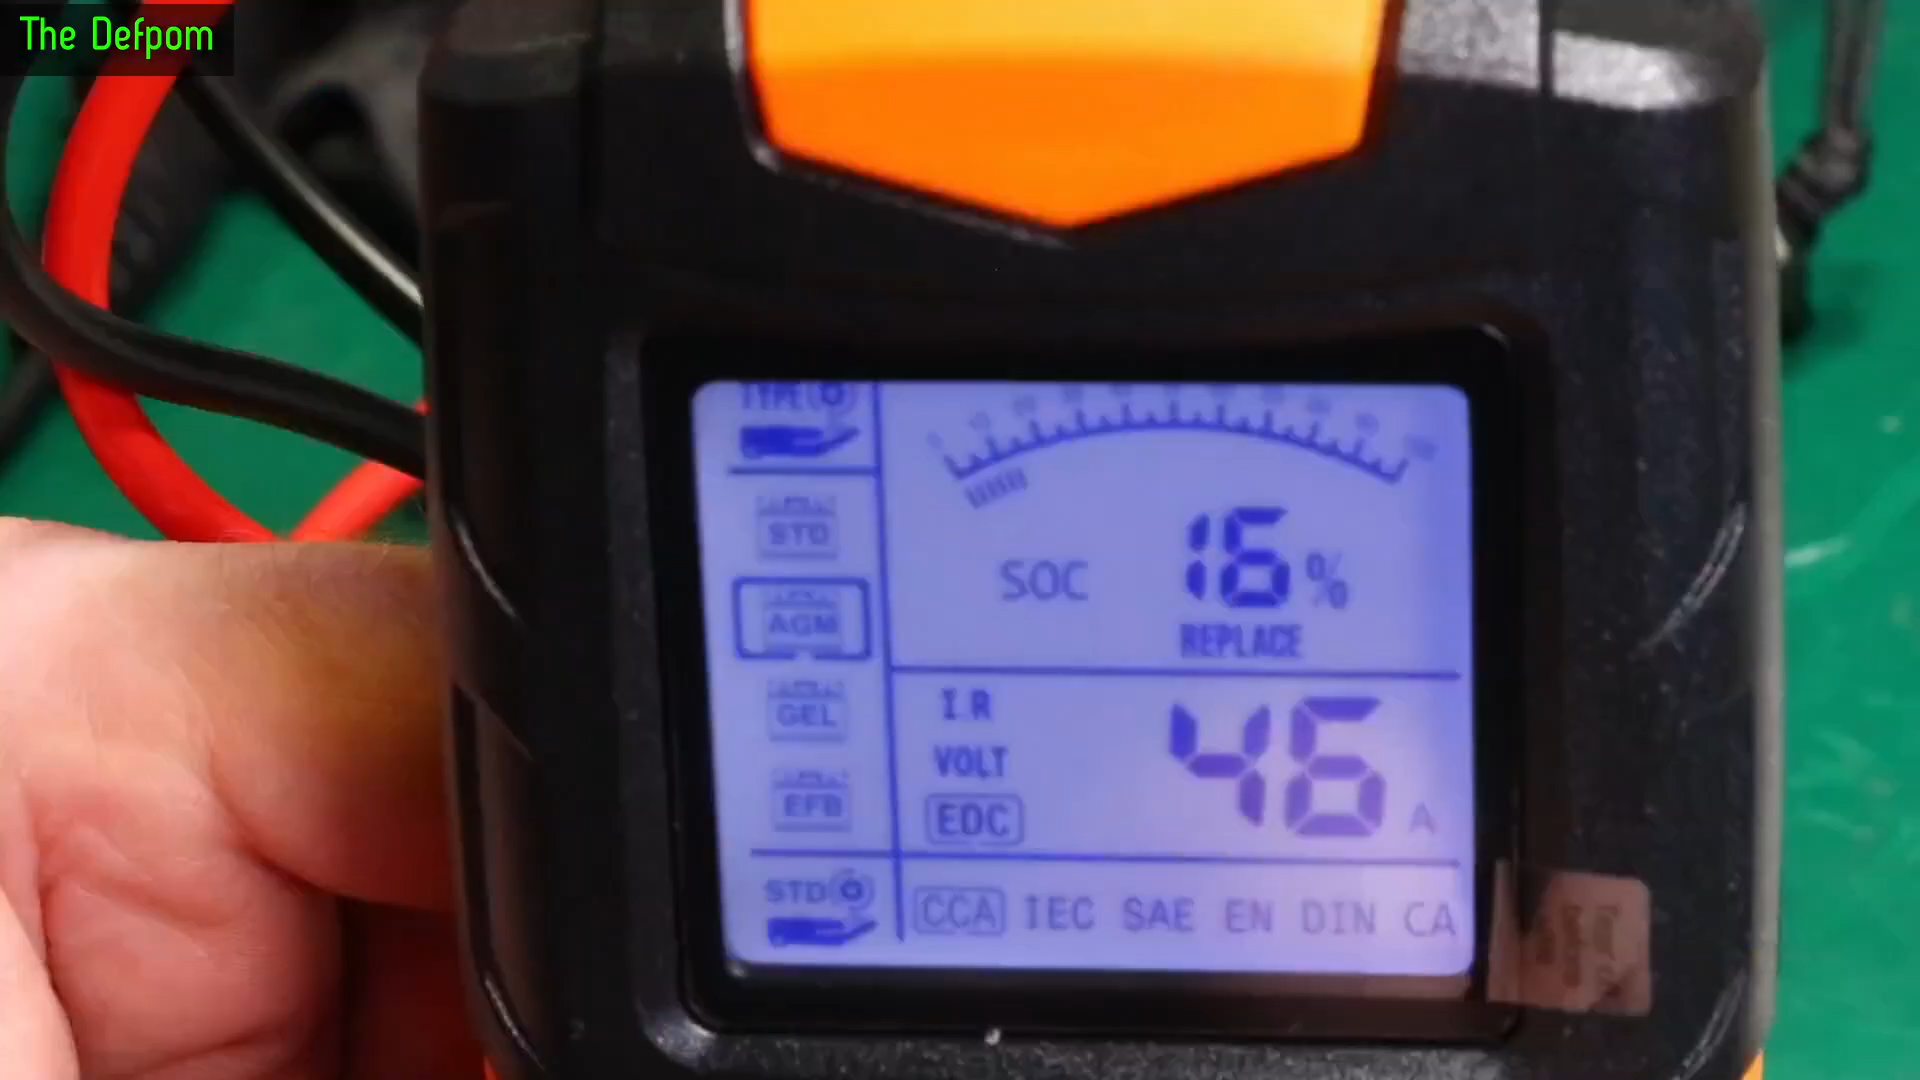 The Defpom
TYPE
STD
AGM
GEL
EFB
STD
SOC 16%
REPLACE
I.R
VOLT
EDC
46 A
CCA IEC SAE EN DIN CA